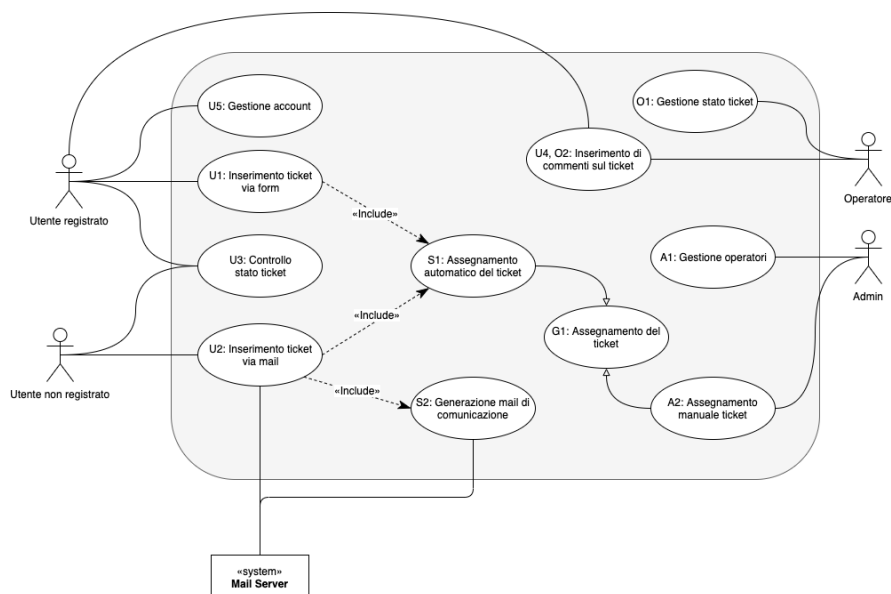 U5: Gestione account
O1: Gestione stato ticket
U4, O2: Inserimento di
commenti sul ticket
U1: Inserimento ticket
via form
Utente registrato
Operatore
«Include»
U3: Controllo
stato ticket
S1: Assegnamento
automatico del ticket
A1: Gestione operatori
Admin
«Include»
G1: Assegnamento del
ticket
U2: Inserimento ticket
via mail
Utente non registrato
«Include»
S2: Generazione mail di
comunicazione
A2: Assegnamento
manuale ticket
«system»
Mail Server